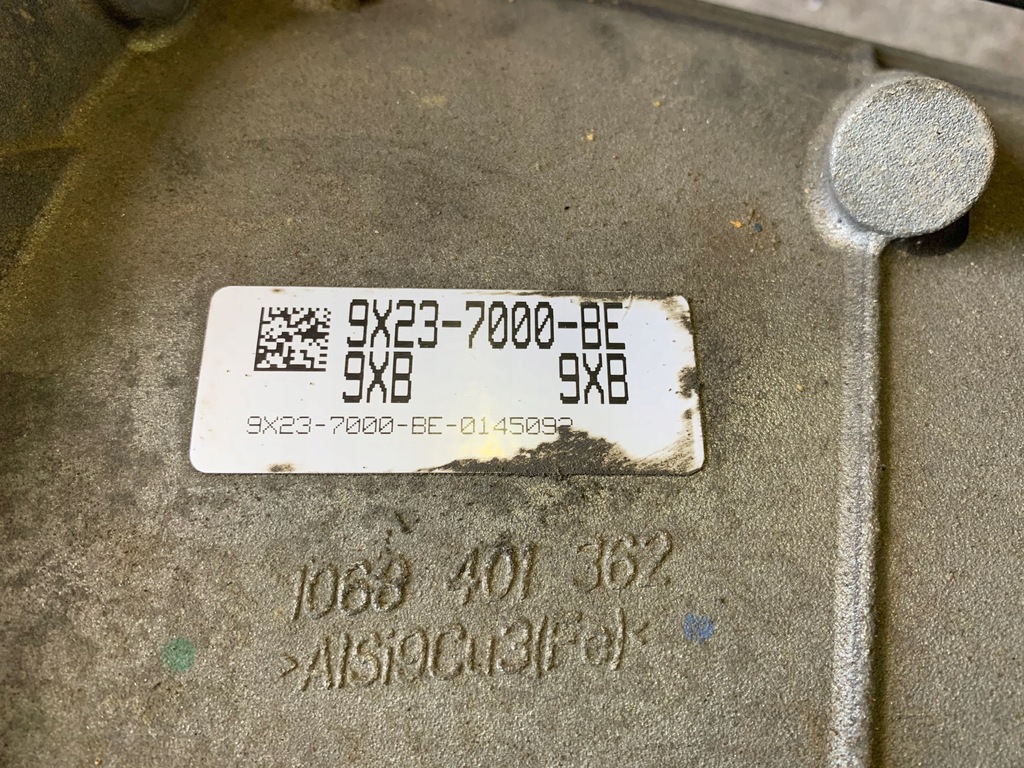 9X23-7000-BE
9XB 9XB
9X23-7000-BE-0145092
1068 401 362
>AlSi9Cu3(Fe)<